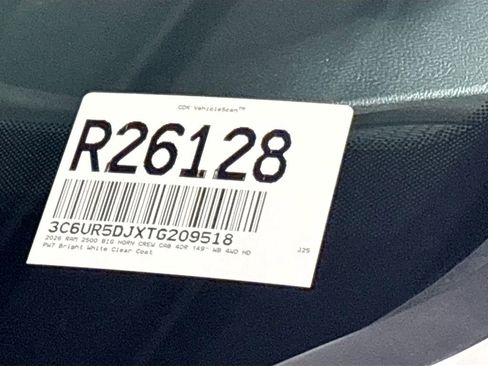 CDK VehicleScan™
R26128
3C6UR5DJXTG209518
2026 RAM 2500 BIG HORN CREW CAB 4DR 149" WB 4WD HD
PW7 Bright White Clear Coat
J25